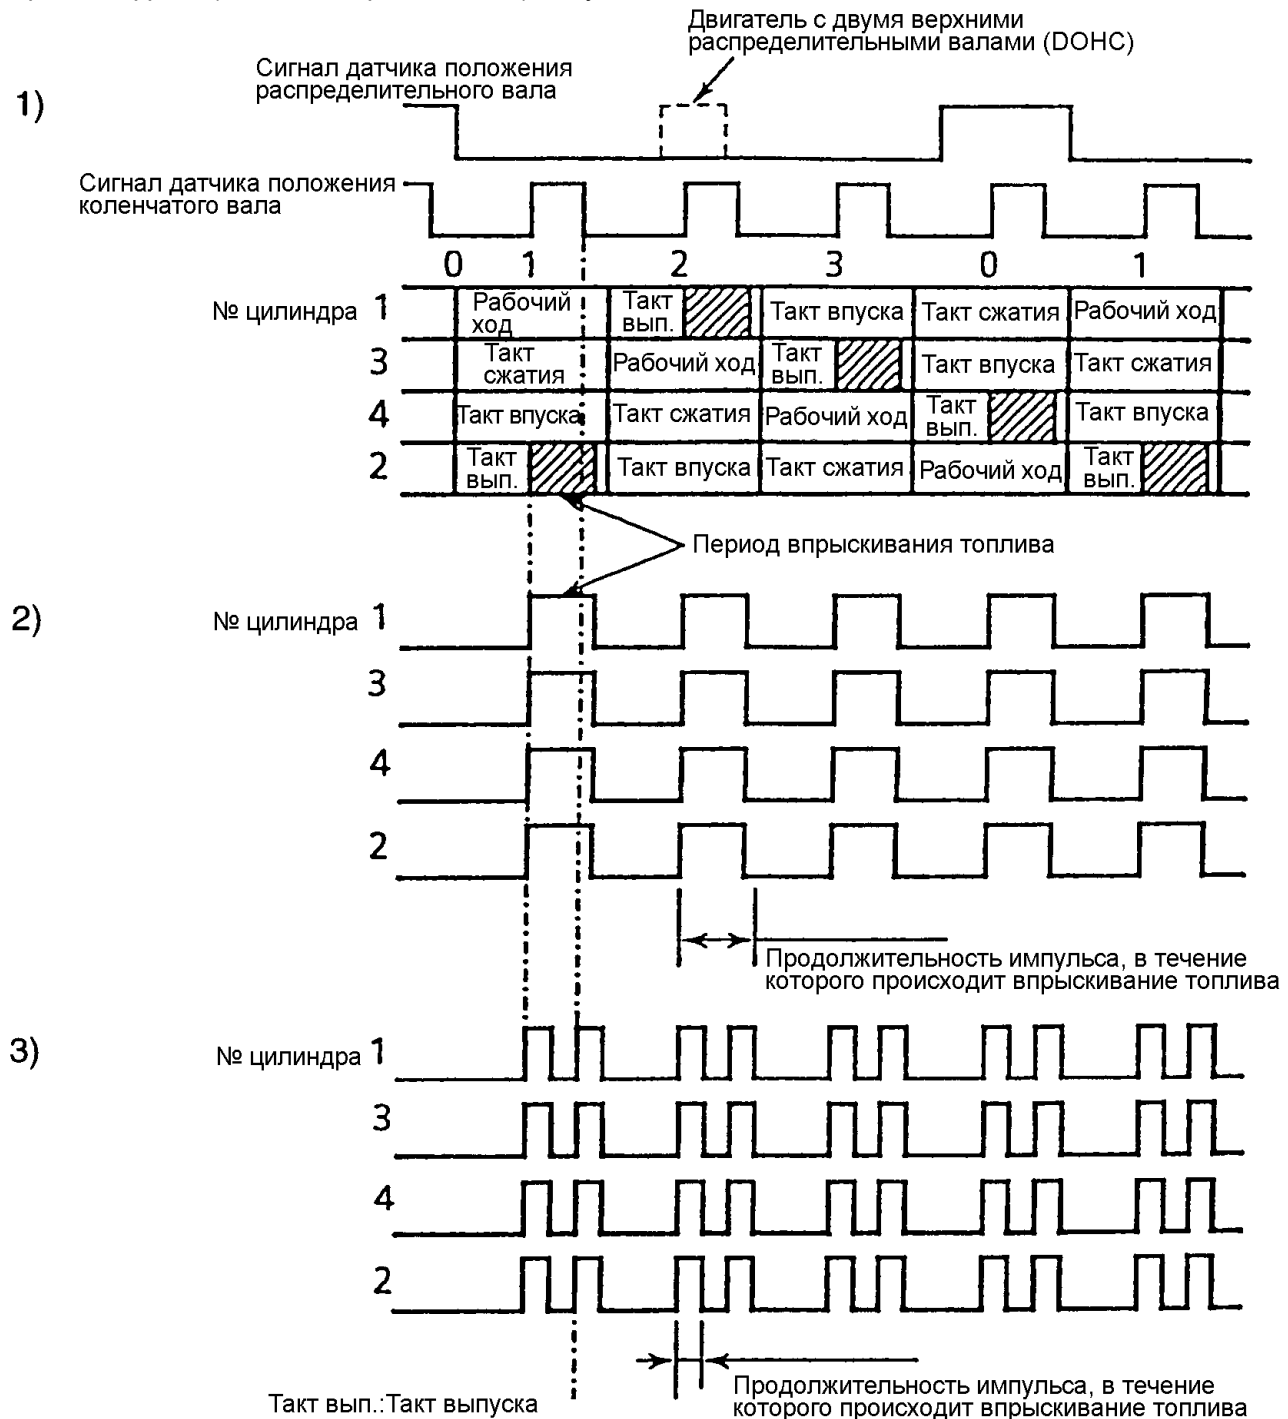 Двигатель с двумя верхними
распределительными валами (DOHC)
Сигнал датчика положения
распределительного вала
1)
Сигнал датчика положения
коленчатого вала
0 1 2 3 0 1
№ цилиндра 1 Рабочий ход Такт вып. Такт впуска Такт сжатия Рабочий ход
3 Такт сжатия Рабочий ход Такт вып. Такт впуска Такт сжатия
4 Такт впуска Такт сжатия Рабочий ход Такт вып. Такт впуска
2 Такт вып. Такт впуска Такт сжатия Рабочий ход Такт вып.
Период впрыскивания топлива
2)
№ цилиндра 1
3
4
2
Продолжительность импульса, в течение
которого происходит впрыскивание топлива
3)
№ цилиндра 1
3
4
2
Такт вып.:Такт выпуска
Продолжительность импульса, в течение
которого происходит впрыскивание топлива